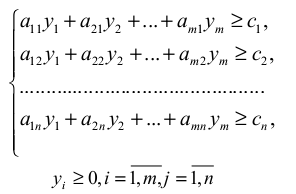 a₁₁y₁ + a₂₁y₂ + ... + aₘ₁yₘ ≥ c₁,
a₁₂y₁ + a₂₂y₂ + ... + aₘ₂yₘ ≥ c₂,
..............................................
a₁ₙy₁ + a₂ₙy₂ + ... + aₘₙyₘ ≥ cₙ,
yᵢ ≥ 0, i = 1,m, j = 1,n